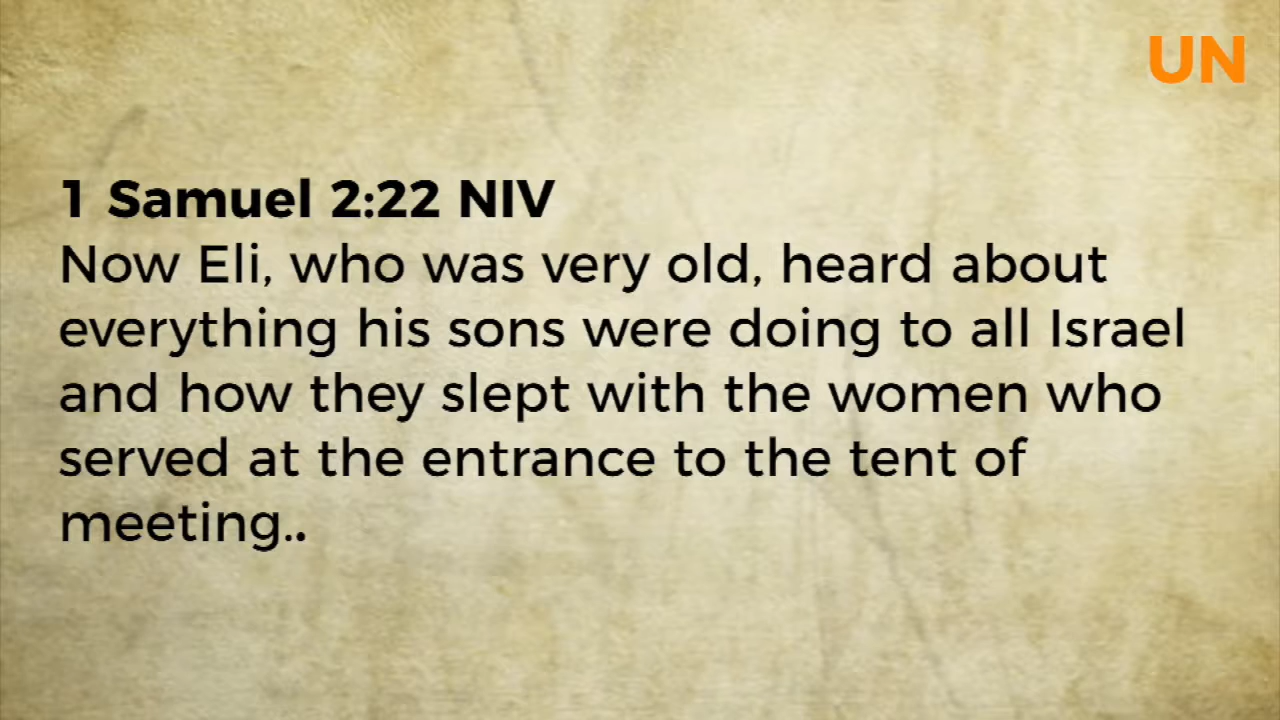 UN
1 Samuel 2:22 NIV
Now Eli, who was very old, heard about
everything his sons were doing to all Israel
and how they slept with the women who
served at the entrance to the tent of
meeting..